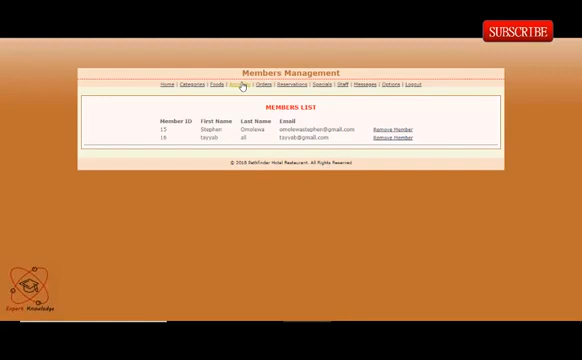 SUBSCRIBE
Members Management
Home | Categories | Foods | | Orders | Reservations | Specials | Staff | Messages | Options | Logout
MEMBERS LIST
Member ID First Name Last Name Email
15 Stephen Omolewa omolewastephen@gmail.com Remove Member
16 tayyab ali tayyab@gmail.com Remove Member
© 2018 Pathfinder Hotel Restaurant. All Rights Reserved
Expert Knowledge